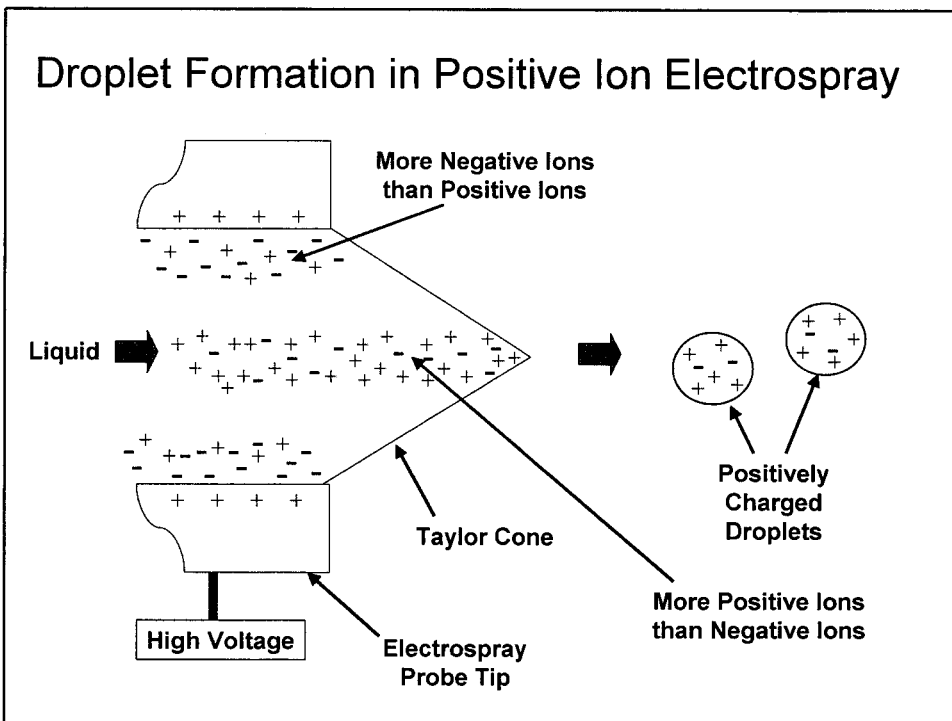 Droplet Formation in Positive Ion Electrospray
More Negative Ions
than Positive Ions
Liquid
Positively
Charged
Droplets
Taylor Cone
More Positive Ions
than Negative Ions
High Voltage
Electrospray
Probe Tip